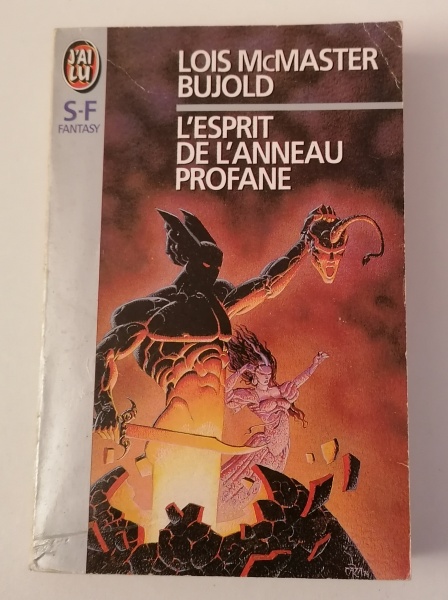 J'AI
LU
S-F
FANTASY
LOIS McMASTER
BUJOLD
L'ESPRIT
DE L'ANNEAU
PROFANE